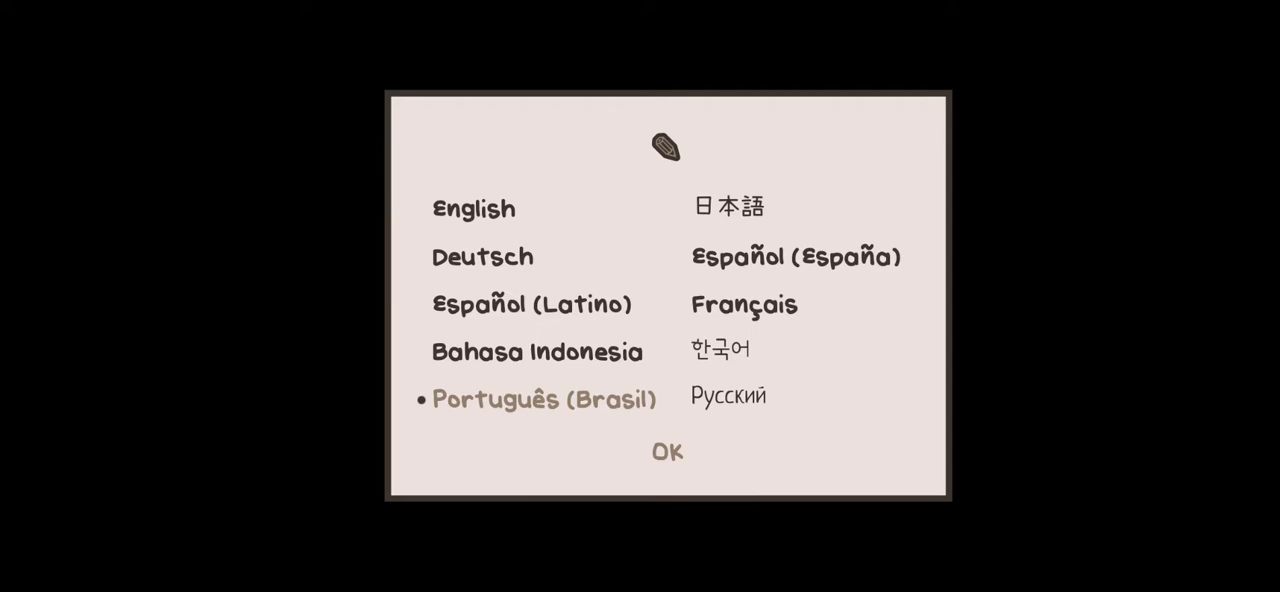 English
日本語
Deutsch
Español (España)
Español (Latino)
Français
Bahasa Indonesia
한국어
Português (Brasil)
Русский
OK